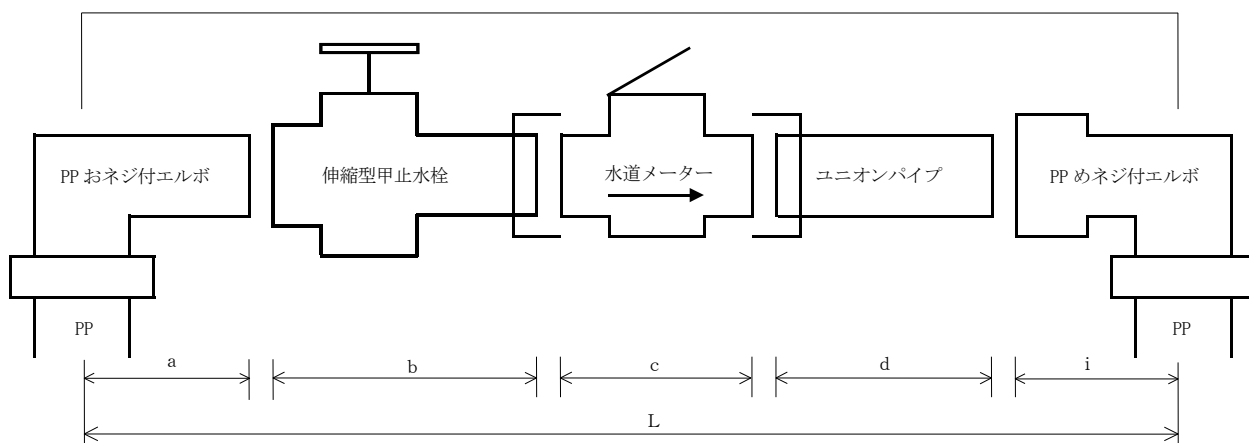 PP おネジ付エルボ
伸縮型甲止水栓
水道メーター
ユニオンパイプ
PP めネジ付エルボ
PP
PP
a
b
c
d
i
L